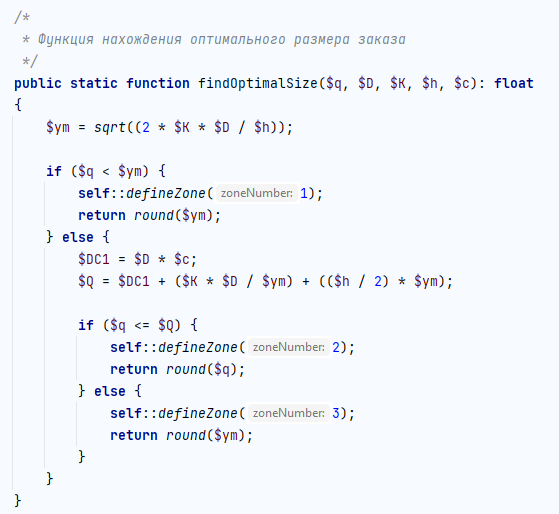 /*
 * Функция нахождения оптимального размера заказа
 */
public static function findOptimalSize($q, $D, $K, $h, $c): float
{
    $ym = sqrt((2 * $K * $D / $h));

    if ($q < $ym) {
        self::defineZone( zoneNumber: 1);
        return round($ym);
    } else {
        $DC1 = $D * $c;
        $Q = $DC1 + ($K * $D / $ym) + (($h / 2) * $ym);

        if ($q <= $Q) {
            self::defineZone( zoneNumber: 2);
            return round($q);
        } else {
            self::defineZone( zoneNumber: 3);
            return round($ym);
        }
    }
}